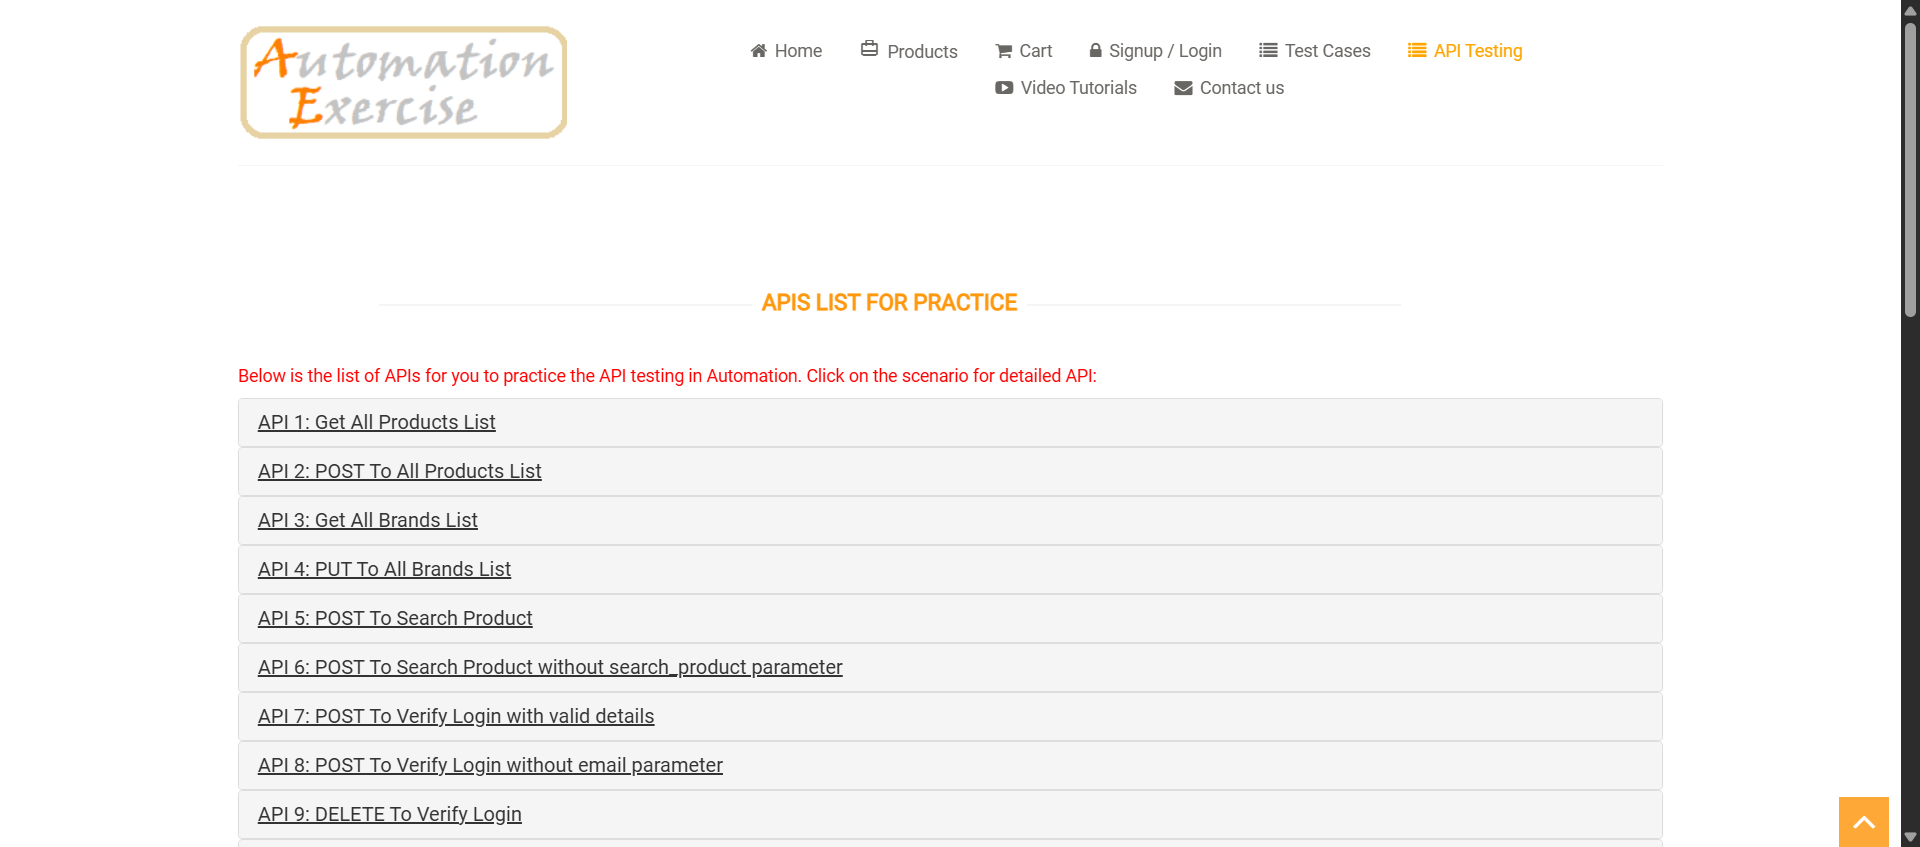 Automation
Exercise
Home Products Cart Signup / Login Test Cases API Testing
Video Tutorials Contact us
APIS LIST FOR PRACTICE
Below is the list of APIs for you to practice the API testing in Automation. Click on the scenario for detailed API:
API 1: Get All Products List
API 2: POST To All Products List
API 3: Get All Brands List
API 4: PUT To All Brands List
API 5: POST To Search Product
API 6: POST To Search Product without search_product parameter
API 7: POST To Verify Login with valid details
API 8: POST To Verify Login without email parameter
API 9: DELETE To Verify Login